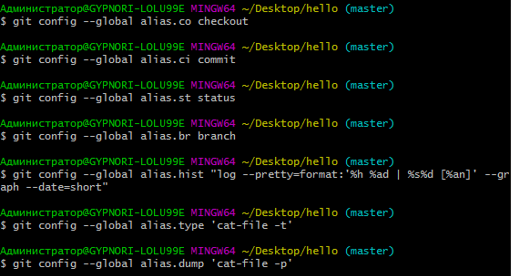 Администратор@GYPNORI-LOLU99E MINGW64 ~/Desktop/hello (master)
$ git config --global alias.co checkout
Администратор@GYPNORI-LOLU99E MINGW64 ~/Desktop/hello (master)
$ git config --global alias.ci commit
Администратор@GYPNORI-LOLU99E MINGW64 ~/Desktop/hello (master)
$ git config --global alias.st status
Администратор@GYPNORI-LOLU99E MINGW64 ~/Desktop/hello (master)
$ git config --global alias.br branch
Администратор@GYPNORI-LOLU99E MINGW64 ~/Desktop/hello (master)
$ git config --global alias.hist "log --pretty=format:'%h %ad | %s%d [%an]' --gr
aph --date=short"
Администратор@GYPNORI-LOLU99E MINGW64 ~/Desktop/hello (master)
$ git config --global alias.type 'cat-file -t'
Администратор@GYPNORI-LOLU99E MINGW64 ~/Desktop/hello (master)
$ git config --global alias.dump 'cat-file -p'